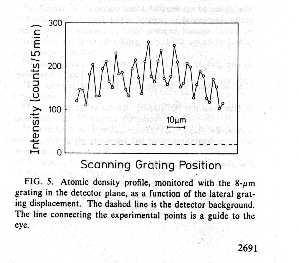 300
200
100
0
Intensity (counts/5min)
10μm
Scanning Grating Position
FIG. 5. Atomic density profile, monitored with the 8-μm
grating in the detector plane, as a function of the lateral grat-
ing displacement. The dashed line is the detector background.
The line connecting the experimental points is a guide to the
eye.
2691